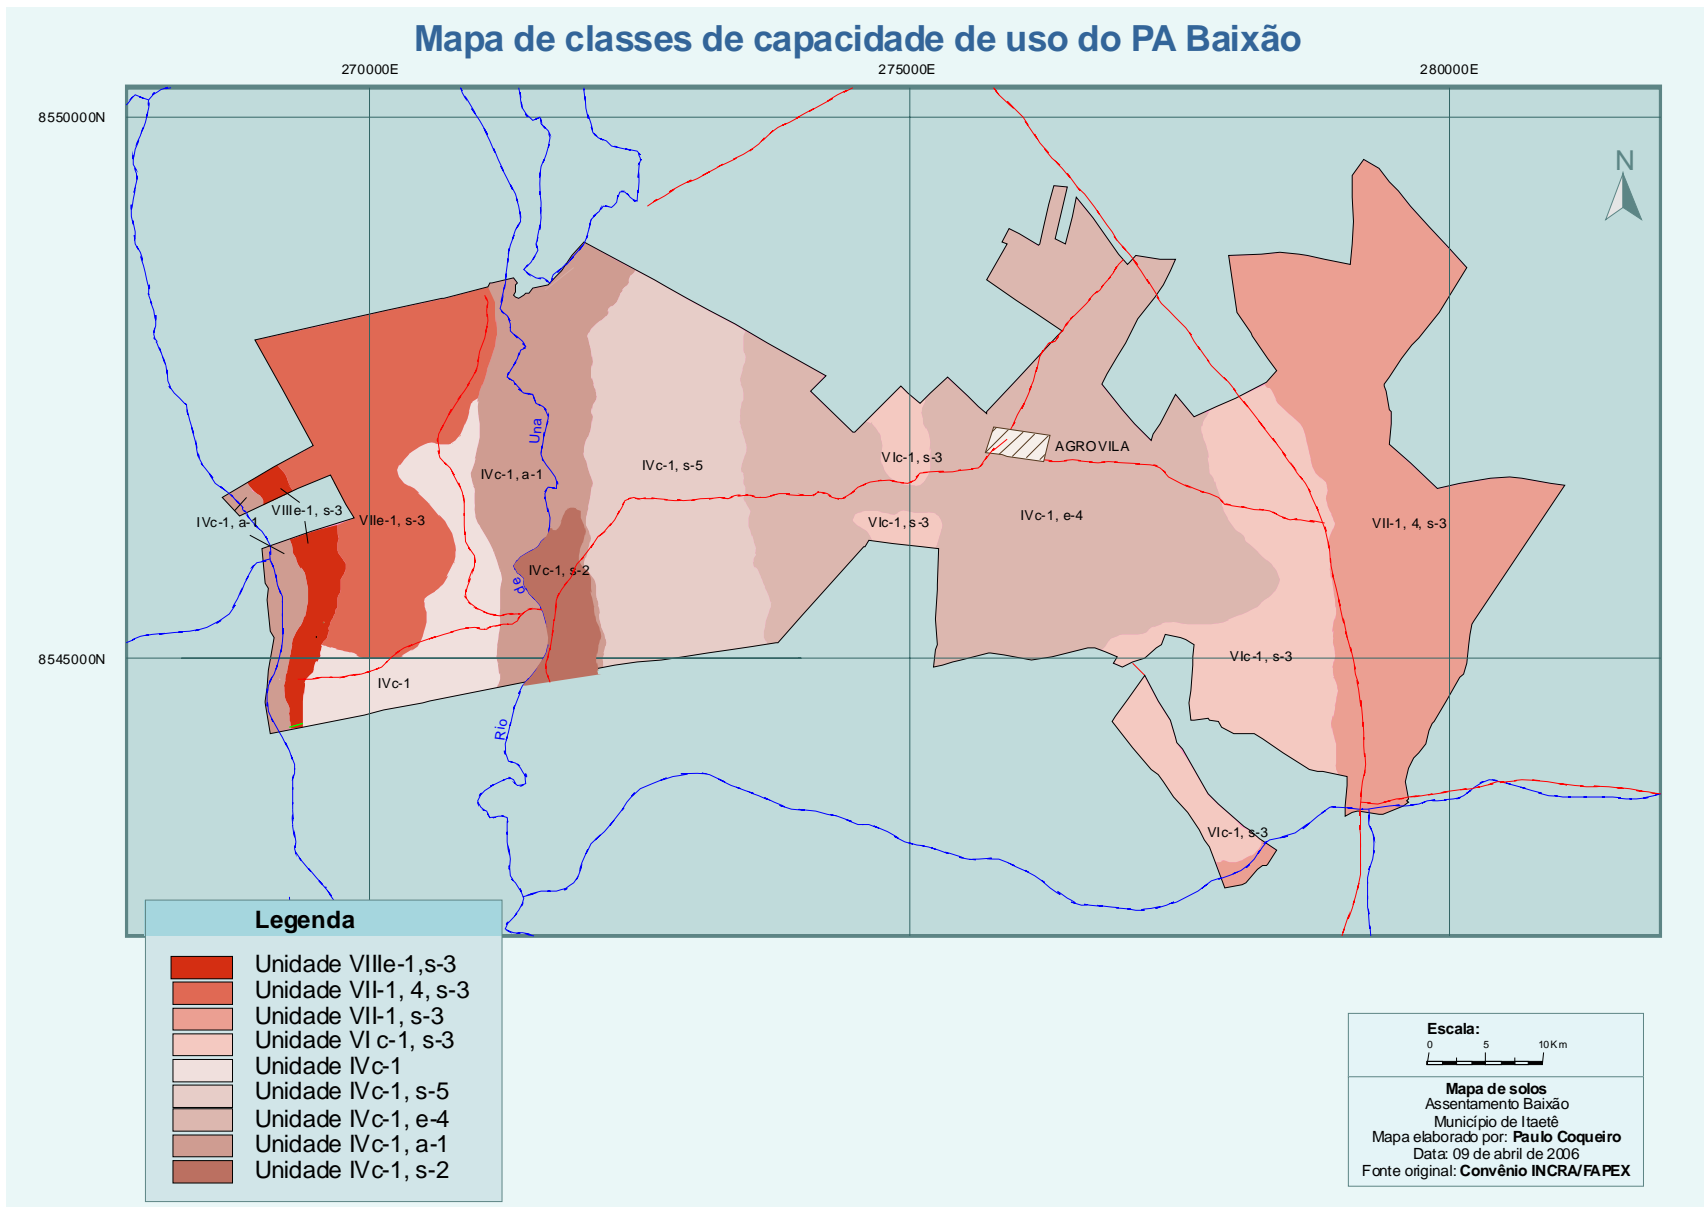 Mapa de classes de capacidade de uso do PA Baixão
270000E
275000E
280000E
8550000N
N
Una
AGROVILA
IVc-1, a-1
IVc-1, s-5
VIc-1, s-3
VIIIe-1, s-3
IVc-1, a-1
VIIe-1, s-3
VIc-1, s-3
IVc-1, e-4
VII-1, 4, s-3
IVc-1, s-2
de
8545000N
VIc-1, s-3
IVc-1
Rio
VIc-1, s-3
Legenda
Unidade VIIIe-1,s-3
Unidade VII-1, 4, s-3
Unidade VII-1, s-3
Unidade VI c-1, s-3
Unidade IVc-1
Unidade IVc-1, s-5
Unidade IVc-1, e-4
Unidade IVc-1, a-1
Unidade IVc-1, s-2
Escala:
0 5 10Km
Mapa de solos
Assentamento Baixão
Município de Itaetê
Mapa elaborado por: Paulo Coqueiro
Data: 09 de abril de 2006
Fonte original: Convênio INCRA/FAPEX